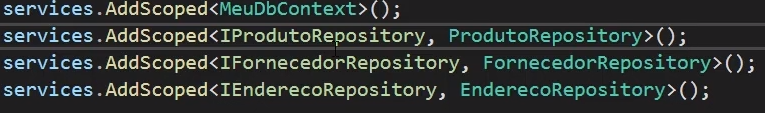 services.AddScoped<MeuDbContext>();
services.AddScoped<IProdutoRepository, ProdutoRepository>();
services.AddScoped<IFornecedorRepository, FornecedorRepository>();
services.AddScoped<IEnderecoRepository, EnderecoRepository>();